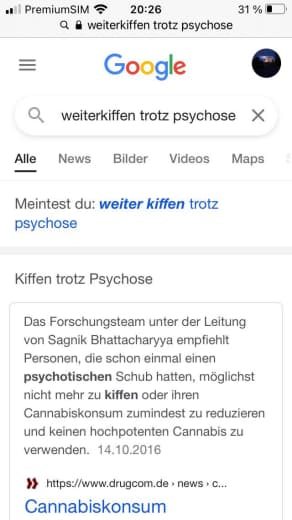 PremiumSIM 20:26 31 %
weiterkiffen trotz psychose
Google
weiterkiffen trotz psychose
Alle News Bilder Videos Maps
Meintest du: weiter kiffen trotz
psychose
Kiffen trotz Psychose
Das Forschungsteam unter der Leitung
von Sagnik Bhattacharyya empfiehlt
Personen, die schon einmal einen
psychotischen Schub hatten, möglichst
nicht mehr zu kiffen oder ihren
Cannabiskonsum zumindest zu reduzieren
und keinen hochpotenten Cannabis zu
verwenden. 14.10.2016
https://www.drugcom.de › news › c...
Cannabiskonsum